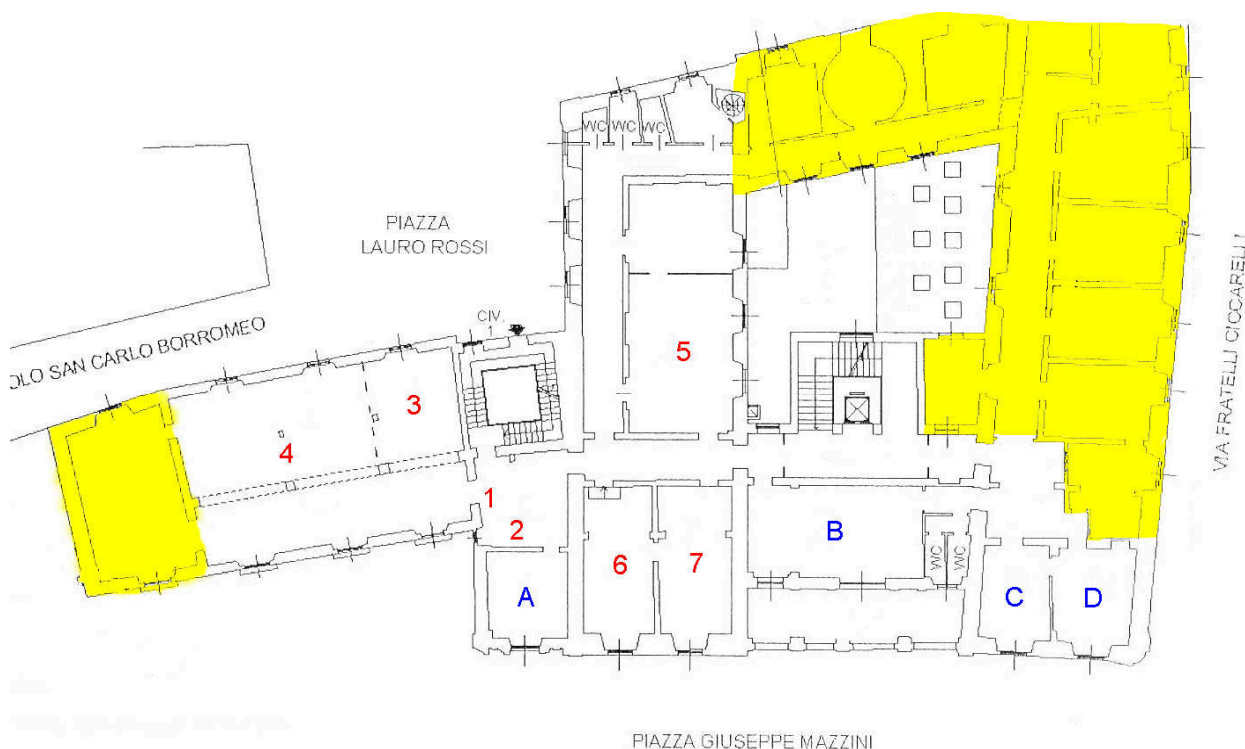 WC WC WC
PIAZZA
LAURO ROSSI
CIV.
1
OLO SAN CARLO BORROMEO
VIA FRATELLI CICCARELLI
5
3
4
1
2
B
6
7
WC WC
A
C
D
PIAZZA GIUSEPPE MAZZINI